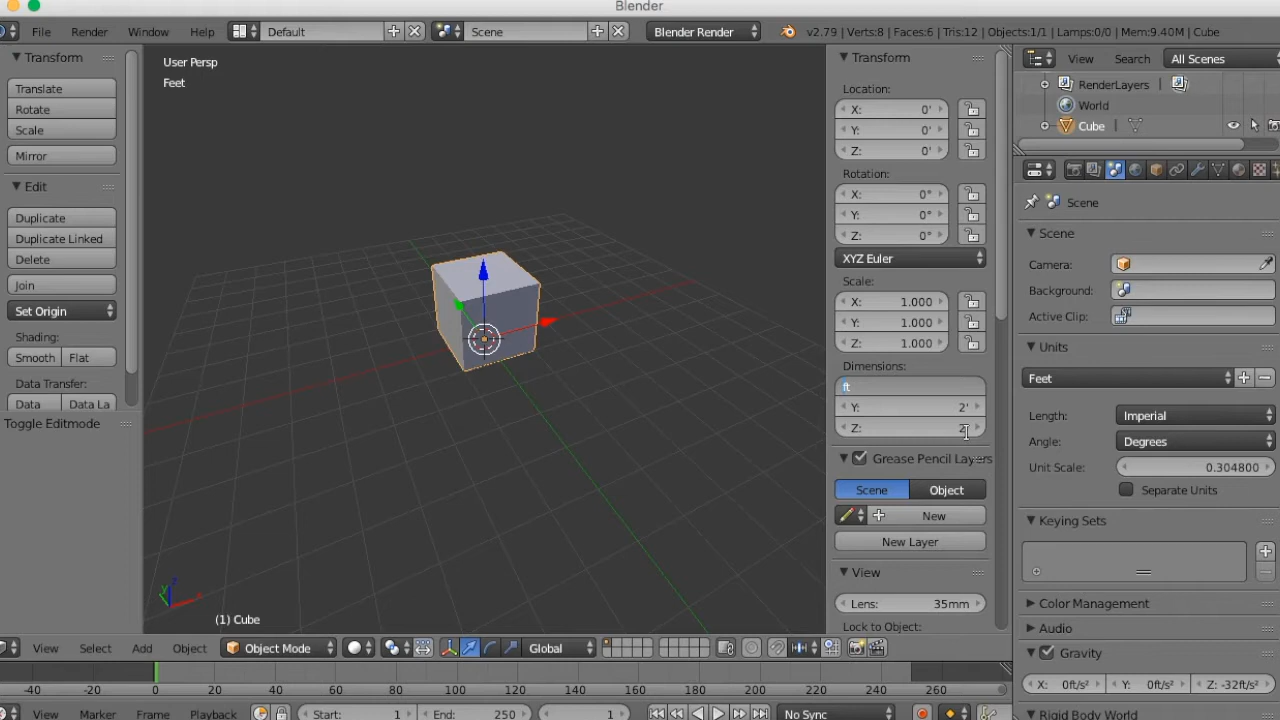 Blender
File Render Window Help Default Scene Blender Render v2.79 | Verts:8 | Faces:6 | Tris:12 | Objects:1/1 | Lamps:0/0 | Mem:9.40M | Cube
Transform
Translate
Rotate
Scale
Mirror
Edit
Duplicate
Duplicate Linked
Delete
Join
Set Origin
Shading:
Smooth Flat
Data Transfer:
Data Data La
Toggle Editmode
User Persp
Feet
(1) Cube
Transform
Location:
X: 0'
Y: 0'
Z: 0'
Rotation:
X: 0°
Y: 0°
Z: 0°
XYZ Euler
Scale:
X: 1.000
Y: 1.000
Z: 1.000
Dimensions:
ft
Y: 2'
Z: 2'
Grease Pencil Layers
Scene Object
New
New Layer
View
Lens: 35mm
Lock to Object:
View Search All Scenes
RenderLayers |
World
Cube |
Scene
Scene
Camera:
Background:
Active Clip:
Units
Feet
Length: Imperial
Angle: Degrees
Unit Scale: 0.304800
Separate Units
Keying Sets
Color Management
Audio
Gravity
X: 0ft/s² Y: 0ft/s² Z: -32ft/s²
Rigid Body World
View Select Add Object Object Mode Global
-40 -20 0 20 40 60 80 100 120 140 160 180 200 220 240 260
View Marker Frame Playback Start: 1 End: 250 1 No Sync